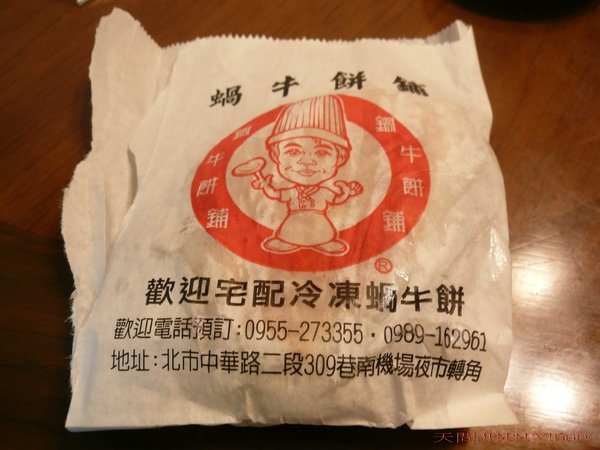 蝸牛餅鋪
蝸牛餅鋪
蝸牛餅鋪
®
歡迎宅配冷凍蝸牛餅
歡迎電話預訂:0955-273355·0989-162961
地址:北市中華路二段309巷南機場夜市轉角